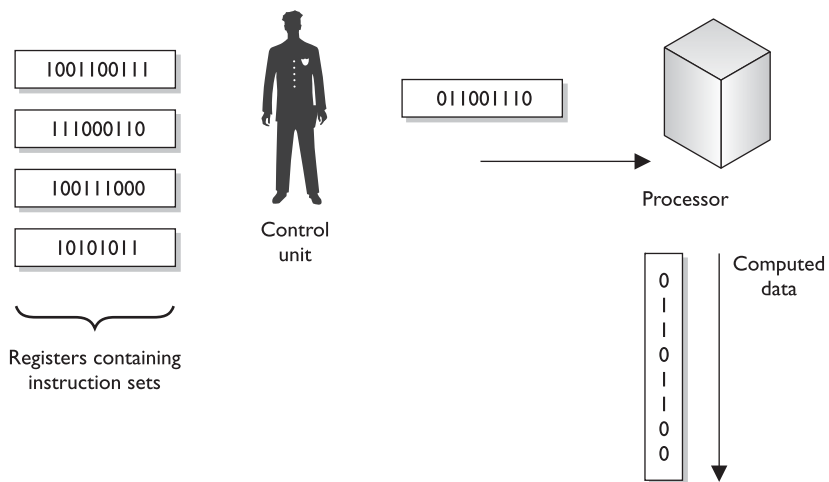 1001100111
111000110
100111000
10101011
Registers containing
instruction sets
Control
unit
011001110
Processor
Computed
data
0
1
1
0
1
1
0
0